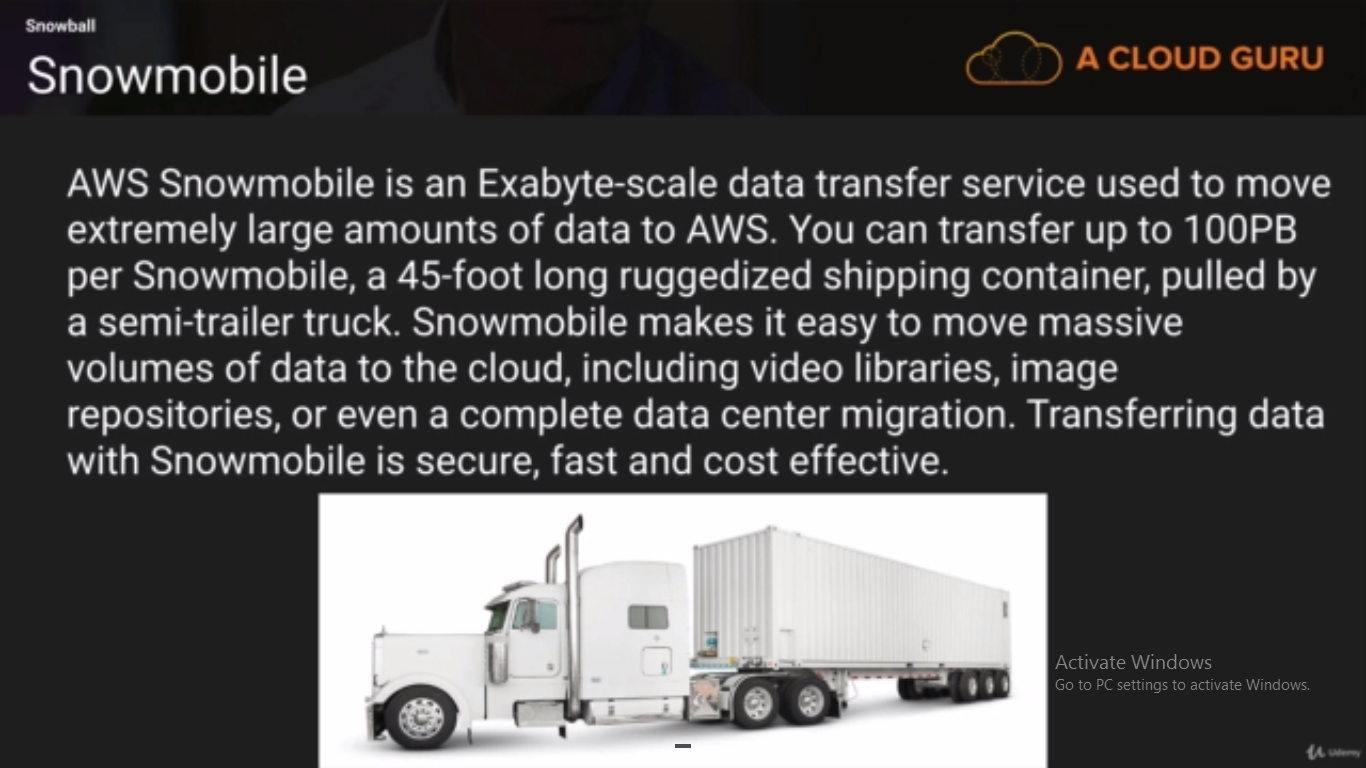 Snowball
Snowmobile
A CLOUD GURU
AWS Snowmobile is an Exabyte-scale data transfer service used to move
extremely large amounts of data to AWS. You can transfer up to 100PB
per Snowmobile, a 45-foot long ruggedized shipping container, pulled by
a semi-trailer truck. Snowmobile makes it easy to move massive
volumes of data to the cloud, including video libraries, image
repositories, or even a complete data center migration. Transferring data
with Snowmobile is secure, fast and cost effective.
Activate Windows
Go to PC settings to activate Windows.
Udemy